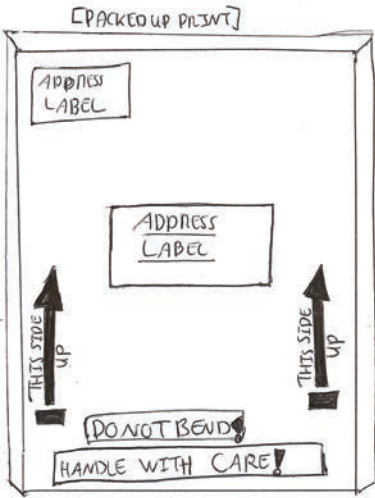 [PACKED UP PRINT]
ADDRESS
LABEL
ADDRESS
LABEL
THIS SIDE
UP
THIS SIDE
UP
DO NOT BEND!
HANDLE WITH CARE!